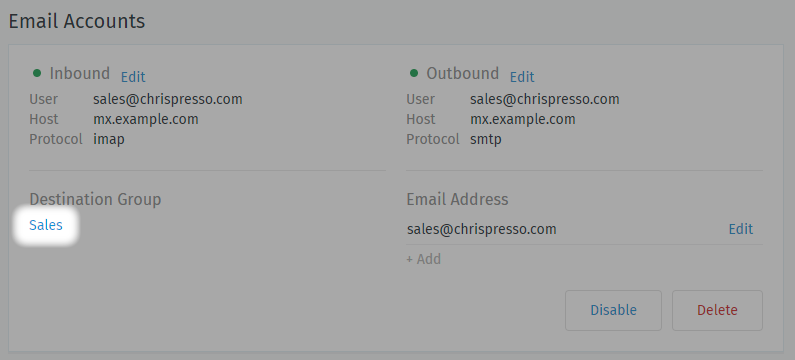 Email Accounts
Inbound Edit
User sales@chrispresso.com
Host mx.example.com
Protocol imap
Outbound Edit
User sales@chrispresso.com
Host mx.example.com
Protocol smtp
Destination Group
Sales
Email Address
sales@chrispresso.com Edit
+ Add
Disable Delete